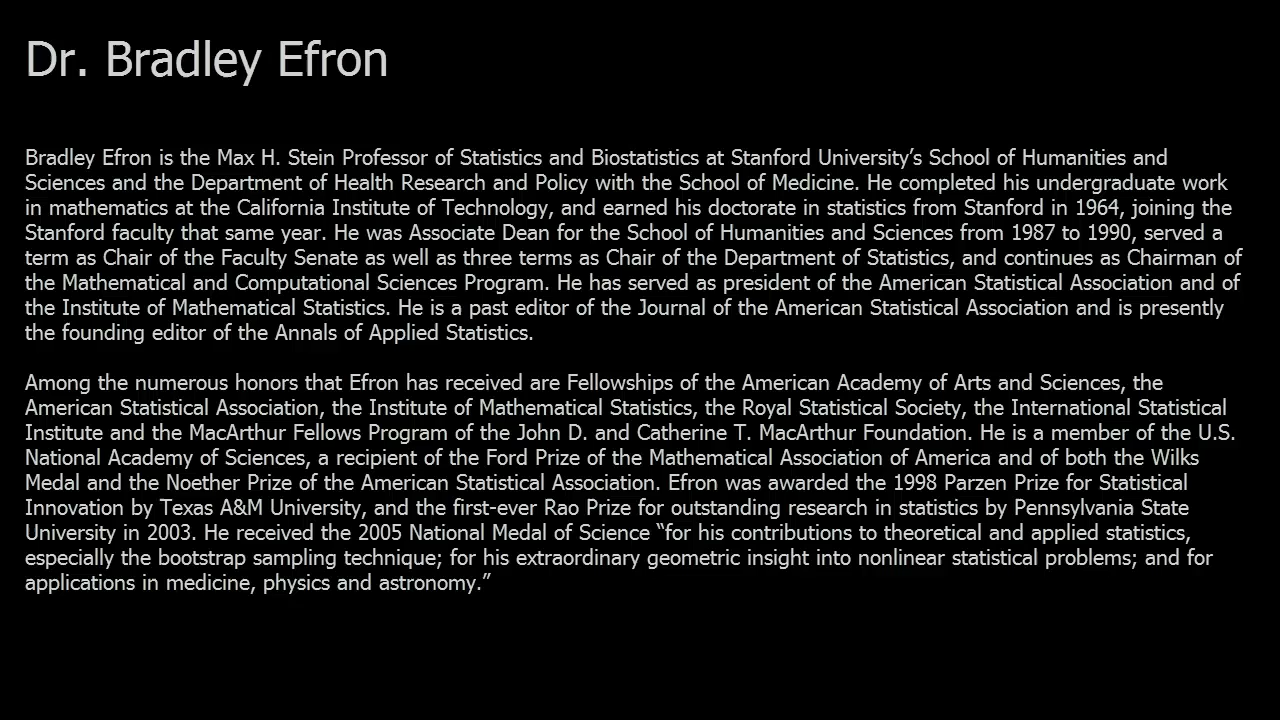 Dr. Bradley Efron
Bradley Efron is the Max H. Stein Professor of Statistics and Biostatistics at Stanford University’s School of Humanities and
Sciences and the Department of Health Research and Policy with the School of Medicine. He completed his undergraduate work
in mathematics at the California Institute of Technology, and earned his doctorate in statistics from Stanford in 1964, joining the
Stanford faculty that same year. He was Associate Dean for the School of Humanities and Sciences from 1987 to 1990, served a
term as Chair of the Faculty Senate as well as three terms as Chair of the Department of Statistics, and continues as Chairman of
the Mathematical and Computational Sciences Program. He has served as president of the American Statistical Association and of
the Institute of Mathematical Statistics. He is a past editor of the Journal of the American Statistical Association and is presently
the founding editor of the Annals of Applied Statistics.
Among the numerous honors that Efron has received are Fellowships of the American Academy of Arts and Sciences, the
American Statistical Association, the Institute of Mathematical Statistics, the Royal Statistical Society, the International Statistical
Institute and the MacArthur Fellows Program of the John D. and Catherine T. MacArthur Foundation. He is a member of the U.S.
National Academy of Sciences, a recipient of the Ford Prize of the Mathematical Association of America and of both the Wilks
Medal and the Noether Prize of the American Statistical Association. Efron was awarded the 1998 Parzen Prize for Statistical
Innovation by Texas A&M University, and the first-ever Rao Prize for outstanding research in statistics by Pennsylvania State
University in 2003. He received the 2005 National Medal of Science “for his contributions to theoretical and applied statistics,
especially the bootstrap sampling technique; for his extraordinary geometric insight into nonlinear statistical problems; and for
applications in medicine, physics and astronomy.”